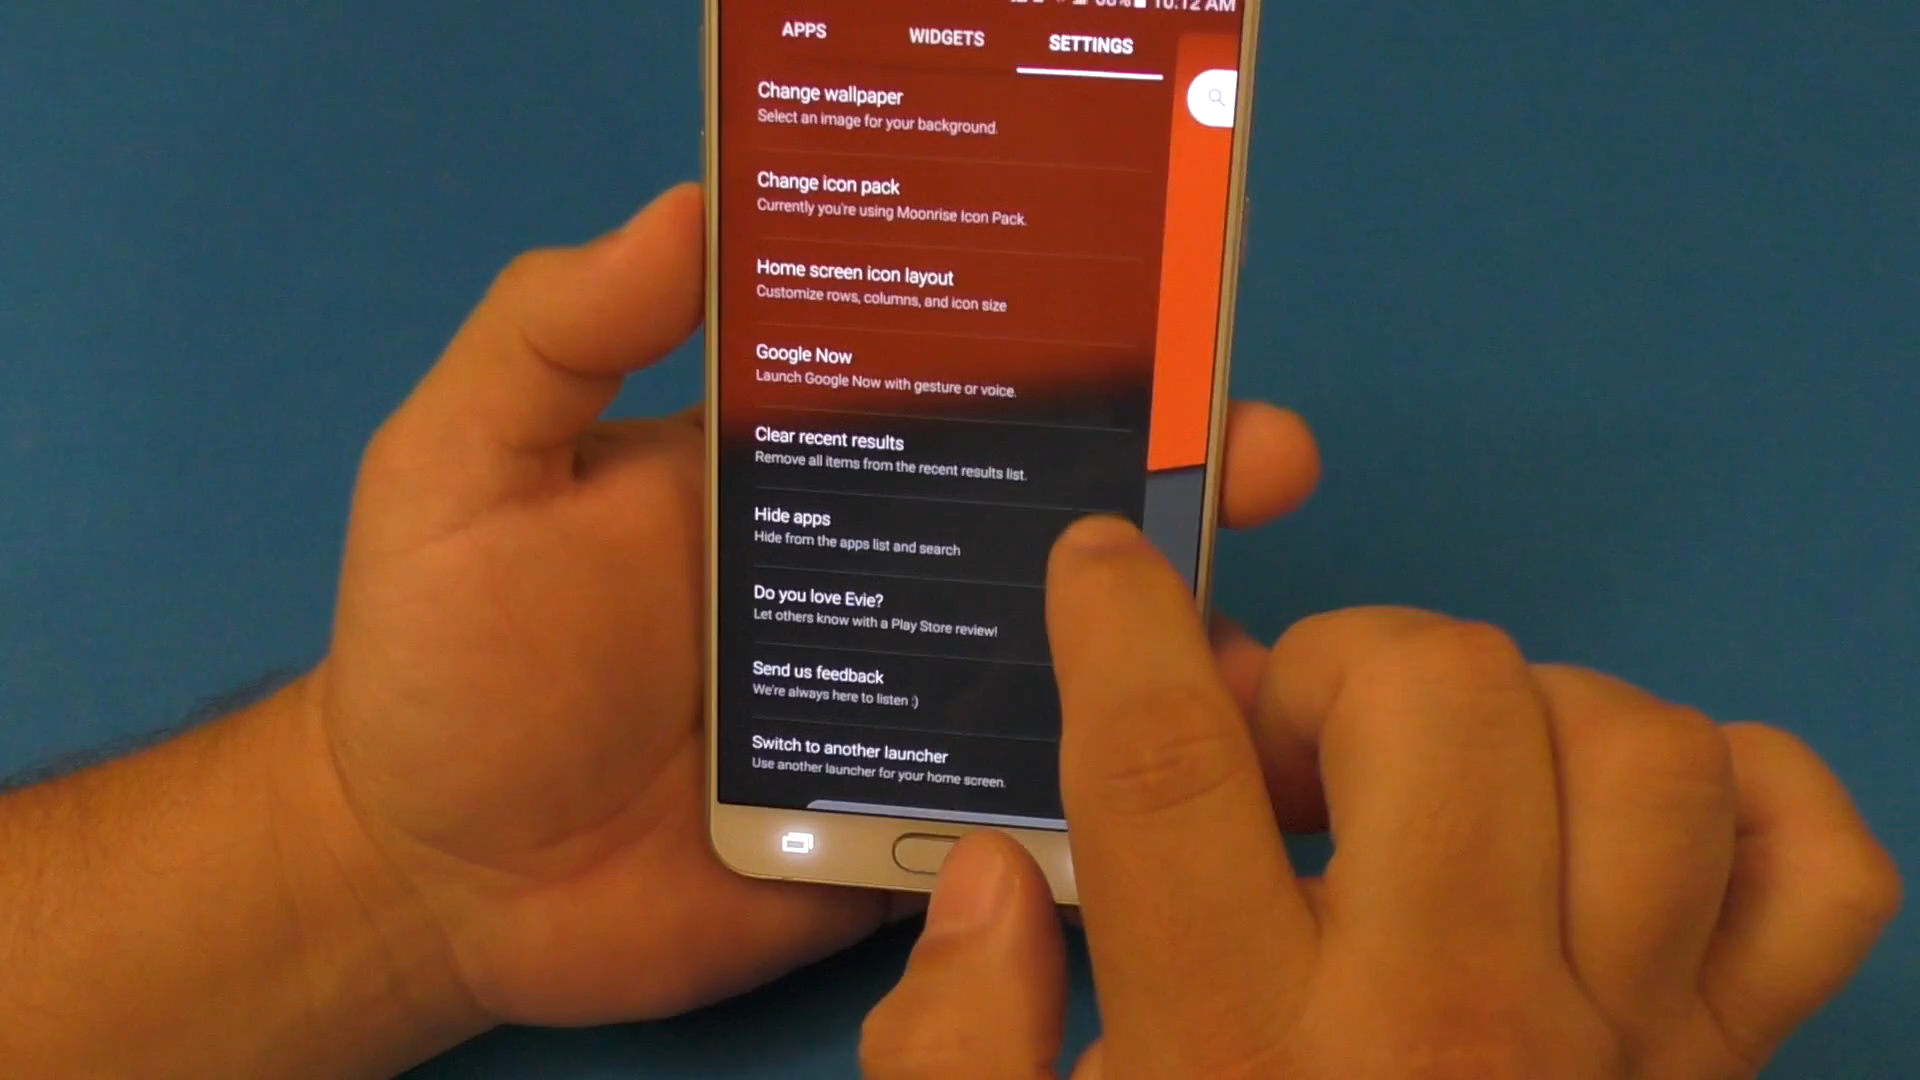 10:12 AM
APPS WIDGETS SETTINGS
Change wallpaper
Select an image for your background.
Change icon pack
Currently you're using Moonrise Icon Pack.
Home screen icon layout
Customize rows, columns, and icon size
Google Now
Launch Google Now with gesture or voice.
Clear recent results
Remove all items from the recent results list.
Hide apps
Hide from the apps list and search
Do you love Evie?
Let others know with a Play Store review!
Send us feedback
We're always here to listen :)
Switch to another launcher
Use another launcher for your home screen.